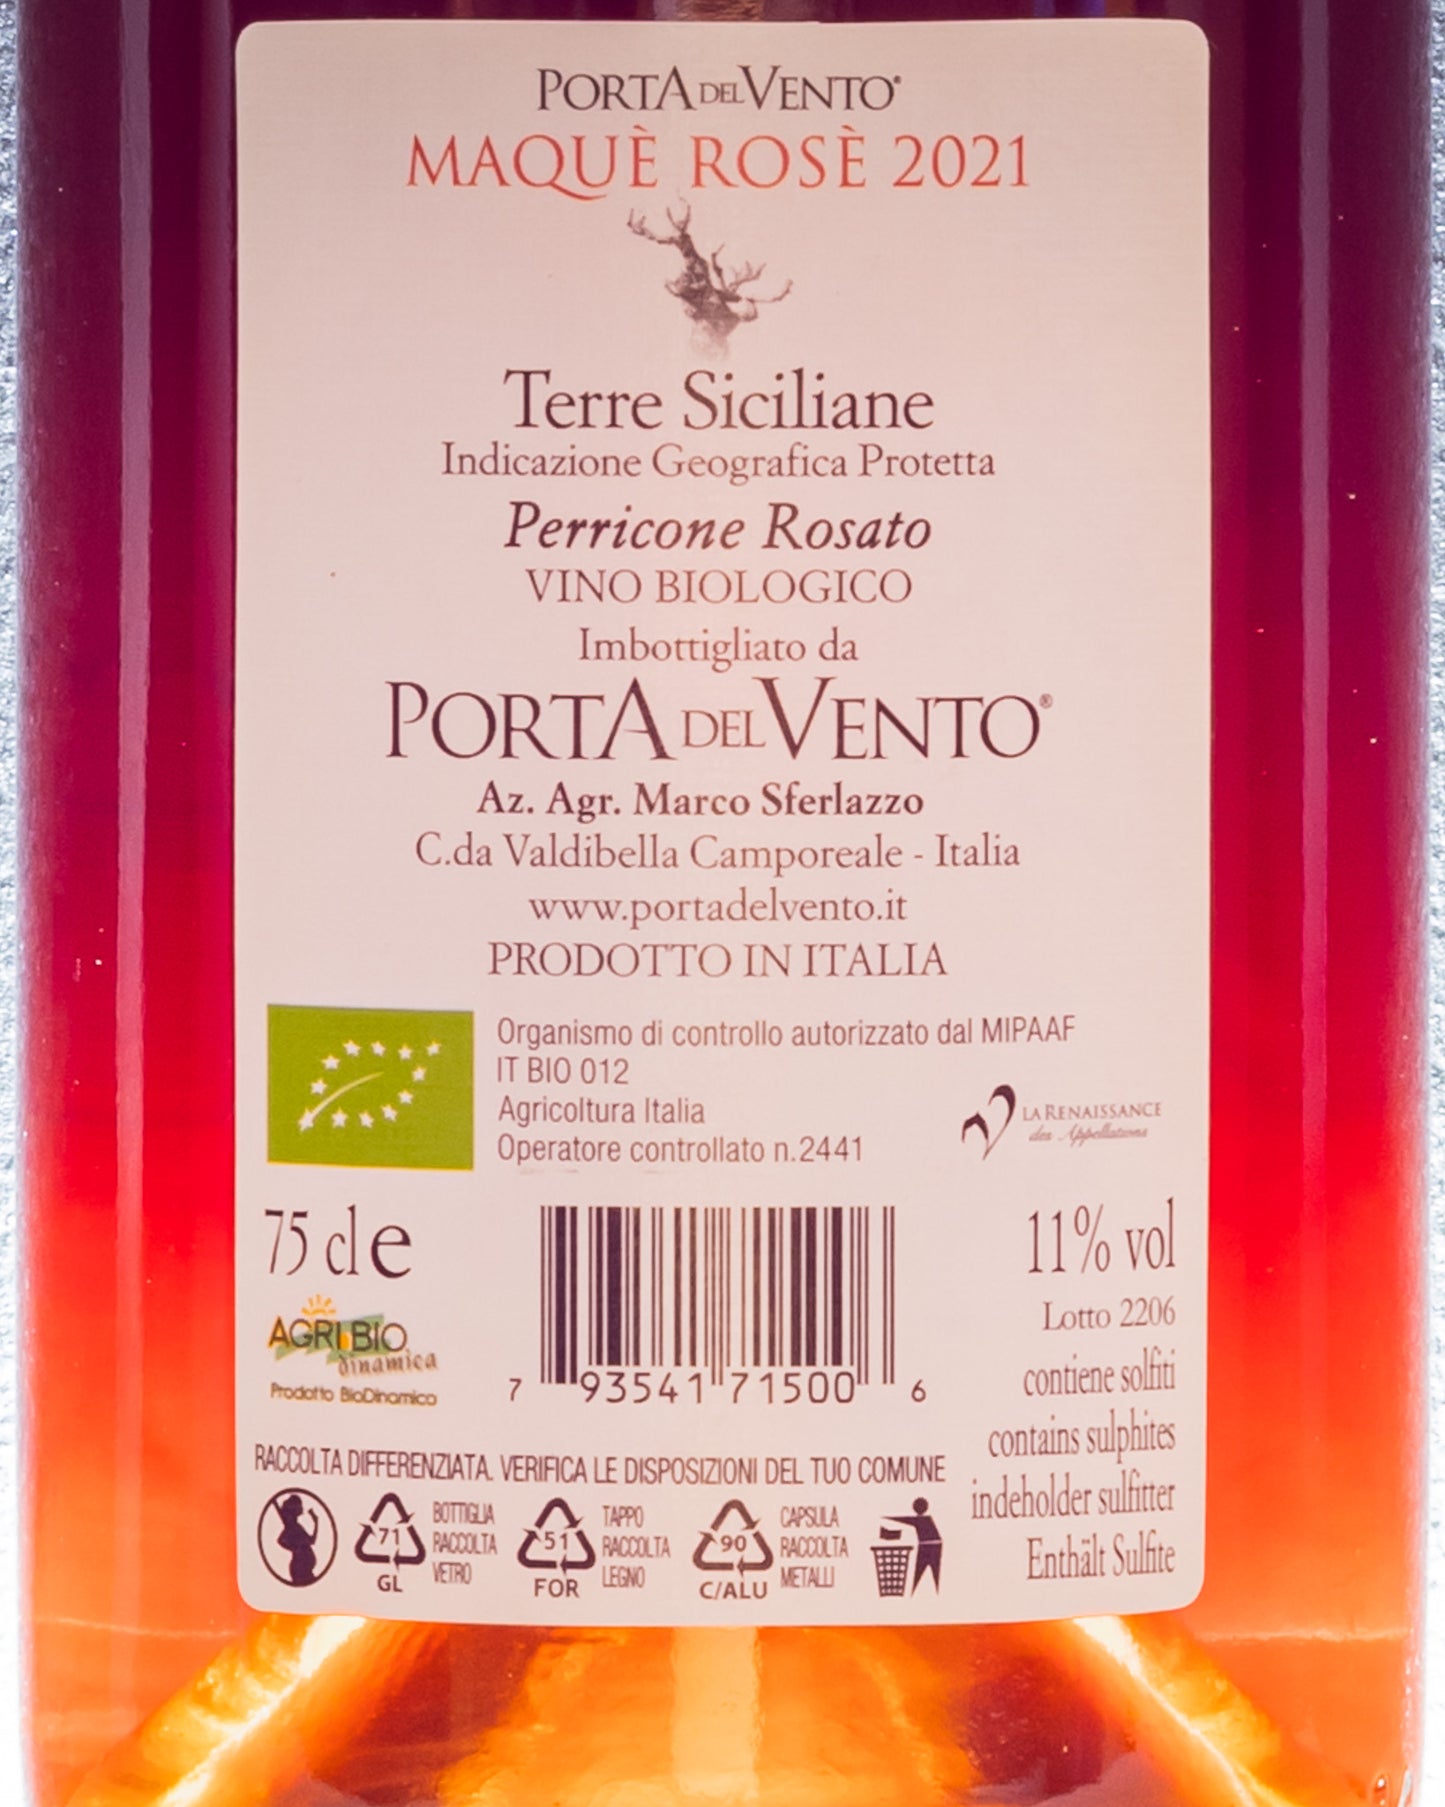 PORTA DEL VENTO®
MAQUÈ ROSÈ 2021
Terre Siciliane
Indicazione Geografica Protetta
Perricone Rosato
VINO BIOLOGICO
Imbottigliato da
PORTA DEL VENTO®
Az. Agr. Marco Sferlazzo
C.da Valdibella Camporeale - Italia
www.portadelvento.it
PRODOTTO IN ITALIA
Organismo di controllo autorizzato dal MIPAAF
IT BIO 012
Agricoltura Italia
Operatore controllato n.2441
LA RENAISSANCE
des Appellations
75 cl e
11% vol
AGRI BIO
dinamica
Prodotto BioDinamico
7 93541 71500 6
Lotto 2206
contiene solfiti
contains sulphites
indeholder sulfitter
Enthält Sulfite
RACCOLTA DIFFERENZIATA. VERIFICA LE DISPOSIZIONI DEL TUO COMUNE
71
GL
BOTTIGLIA
RACCOLTA
VETRO
51
FOR
TAPPO
RACCOLTA
LEGNO
90
C/ALU
CAPSULA
RACCOLTA
METALLI